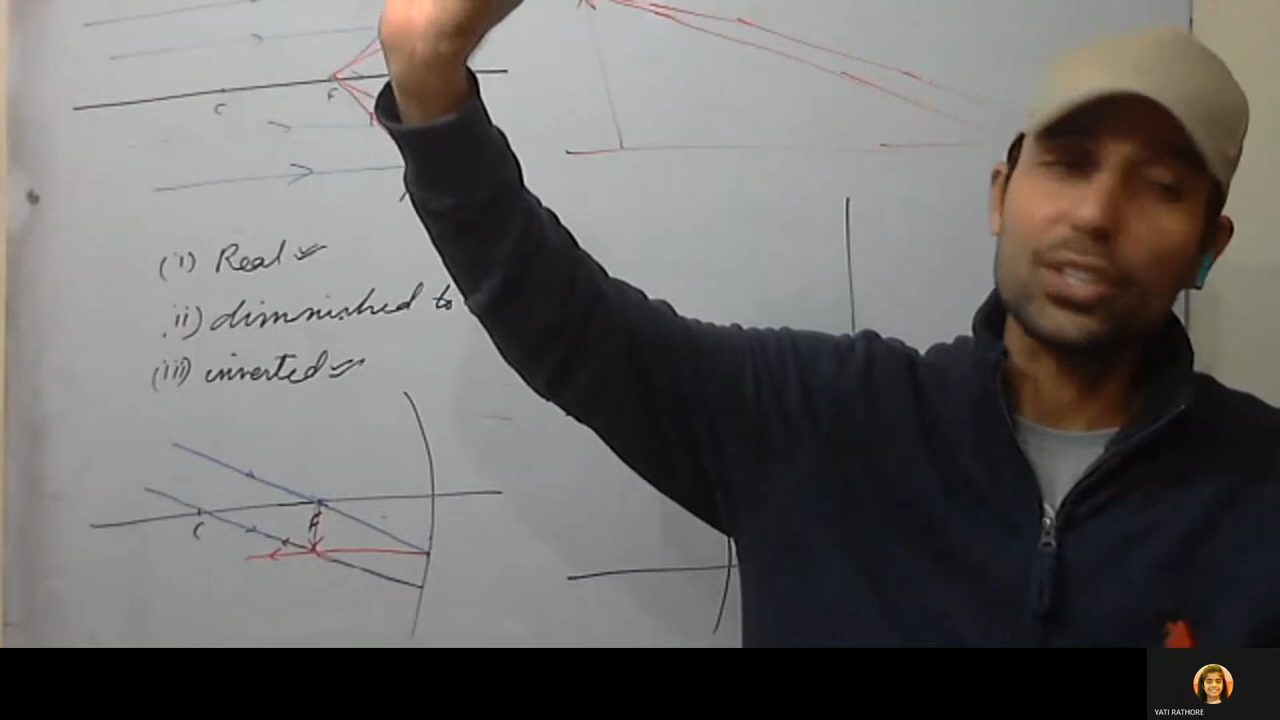 C F
(i) Real
ii) diminished to
(iii) inverted
C F
YATI RATHORE